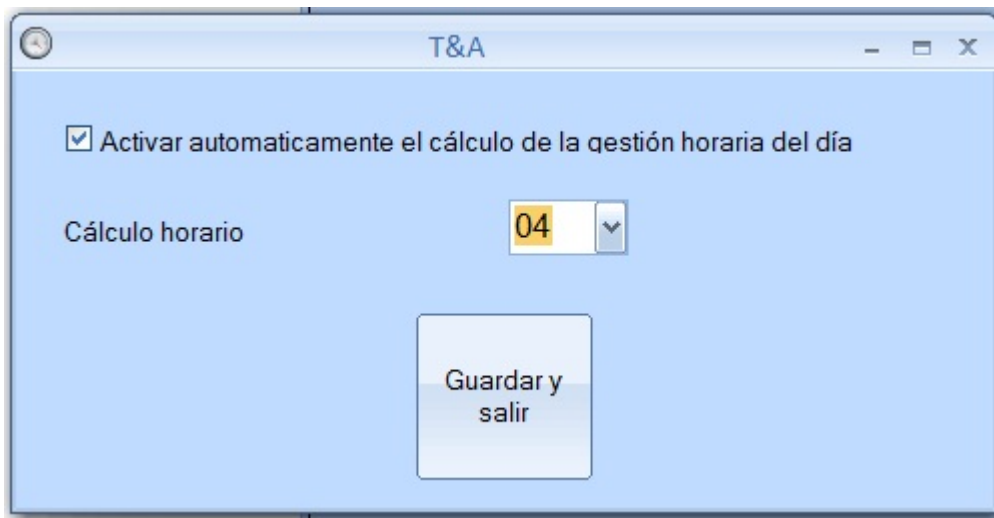 T&A
Activar automaticamente el cálculo de la gestión horaria del día
Cálculo horario
04
Guardar y
salir